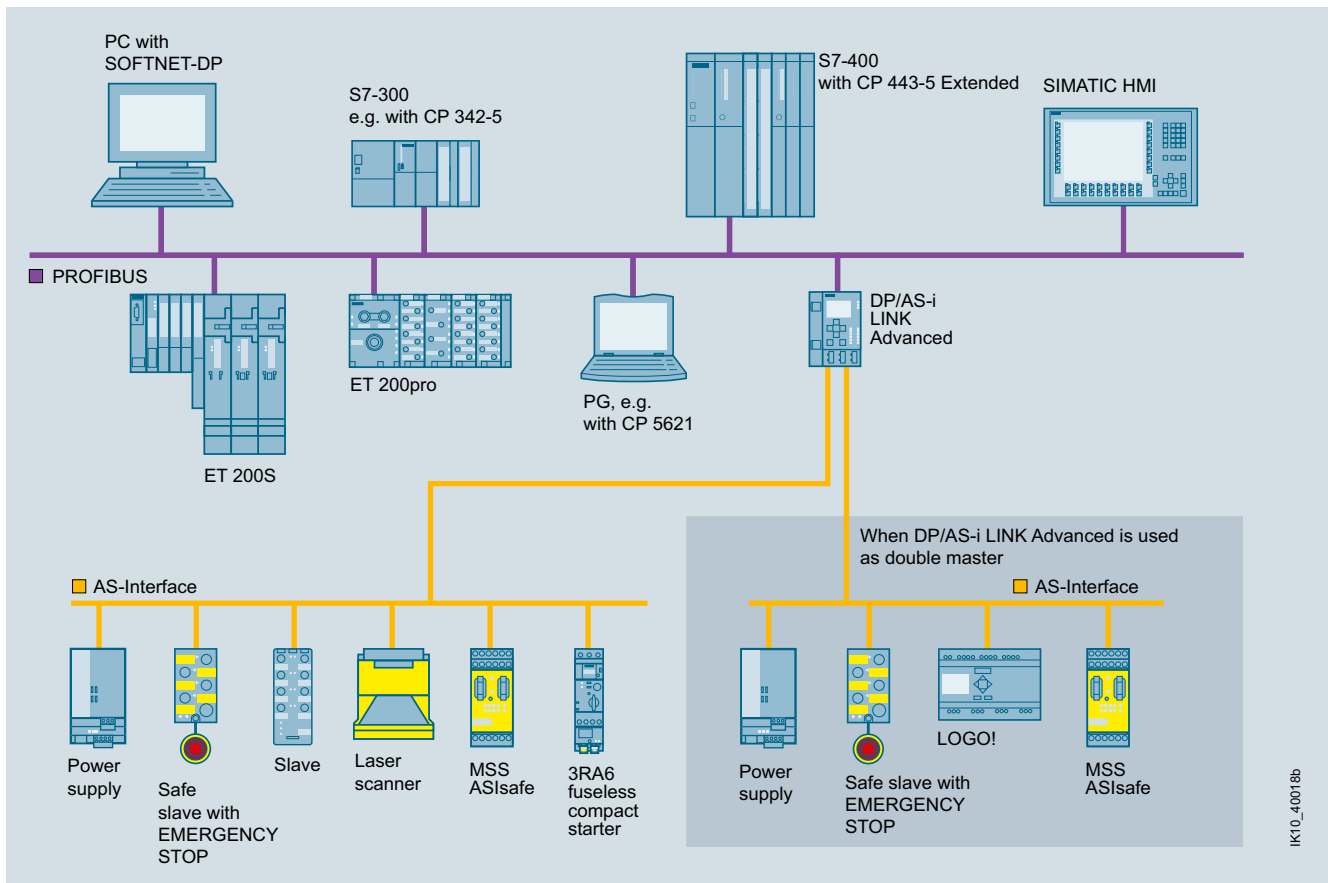 PC with
SOFTNET-DP
S7-300
e.g. with CP 342-5
S7-400
with CP 443-5 Extended
SIMATIC HMI
PROFIBUS
ET 200S
ET 200pro
PG, e.g.
with CP 5621
DP/AS-i
LINK
Advanced
When DP/AS-i LINK Advanced is used
as double master
AS-Interface
AS-Interface
Power
supply
Safe
slave with
EMERGENCY
STOP
Slave
Laser
scanner
MSS
ASIsafe
3RA6
fuseless
compact
starter
Power
supply
Safe slave with
EMERGENCY
STOP
LOGO!
MSS
ASIsafe
IK10_40018b